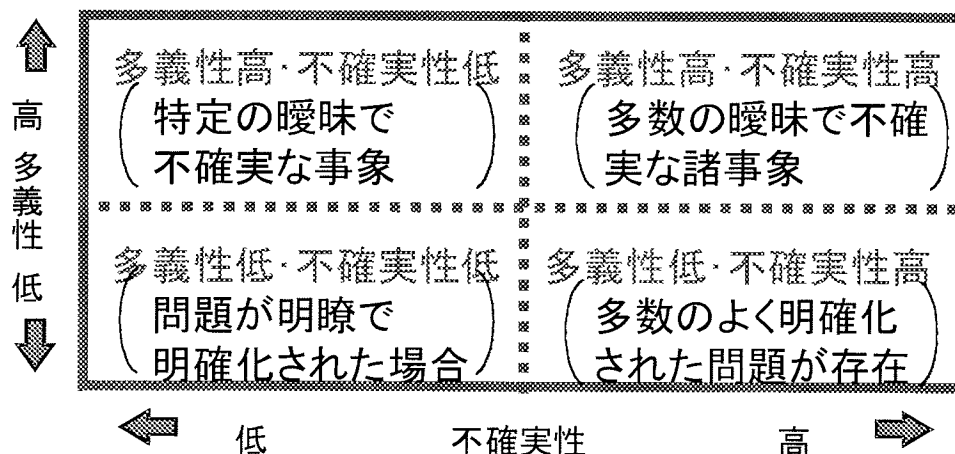 高
多義性
低
多義性高・不確実性低
特定の曖昧で
不確実な事象
多義性高・不確実性高
多数の曖昧で不確
実な諸事象
多義性低・不確実性低
問題が明瞭で
明確化された場合
多義性低・不確実性高
多数のよく明確化
された問題が存在
低 不確実性 高